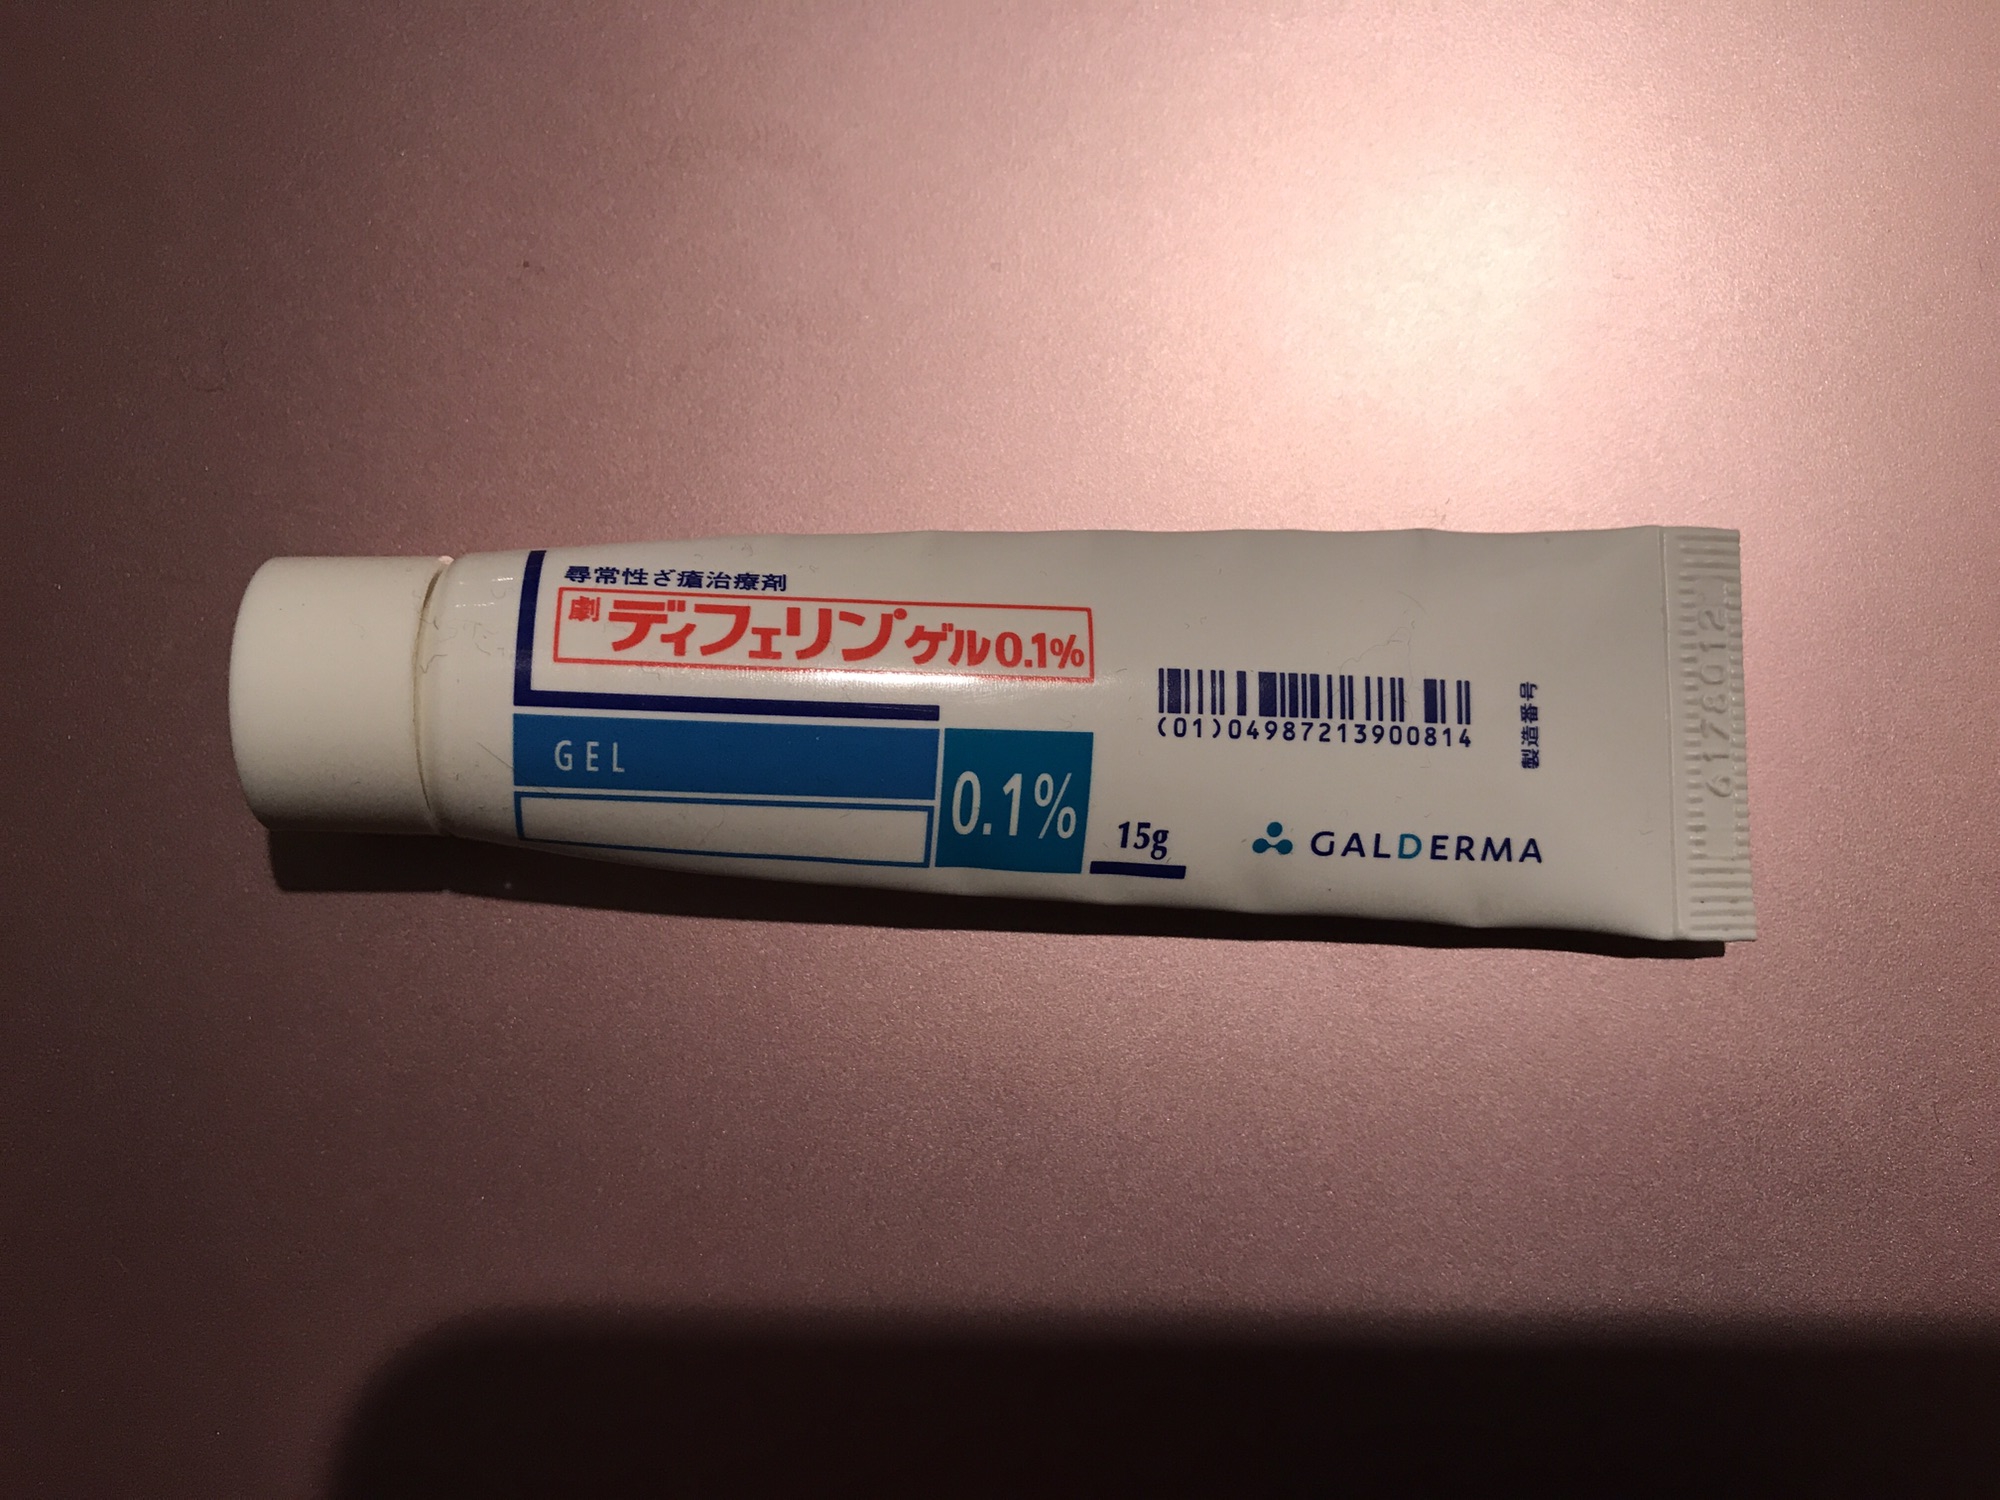 尋常性ざ瘡治療剤
劇 ディフェリンゲル0.1%
GEL
0.1%
15g
(01)04987213900814
製造番号
GALDERMA
6178012